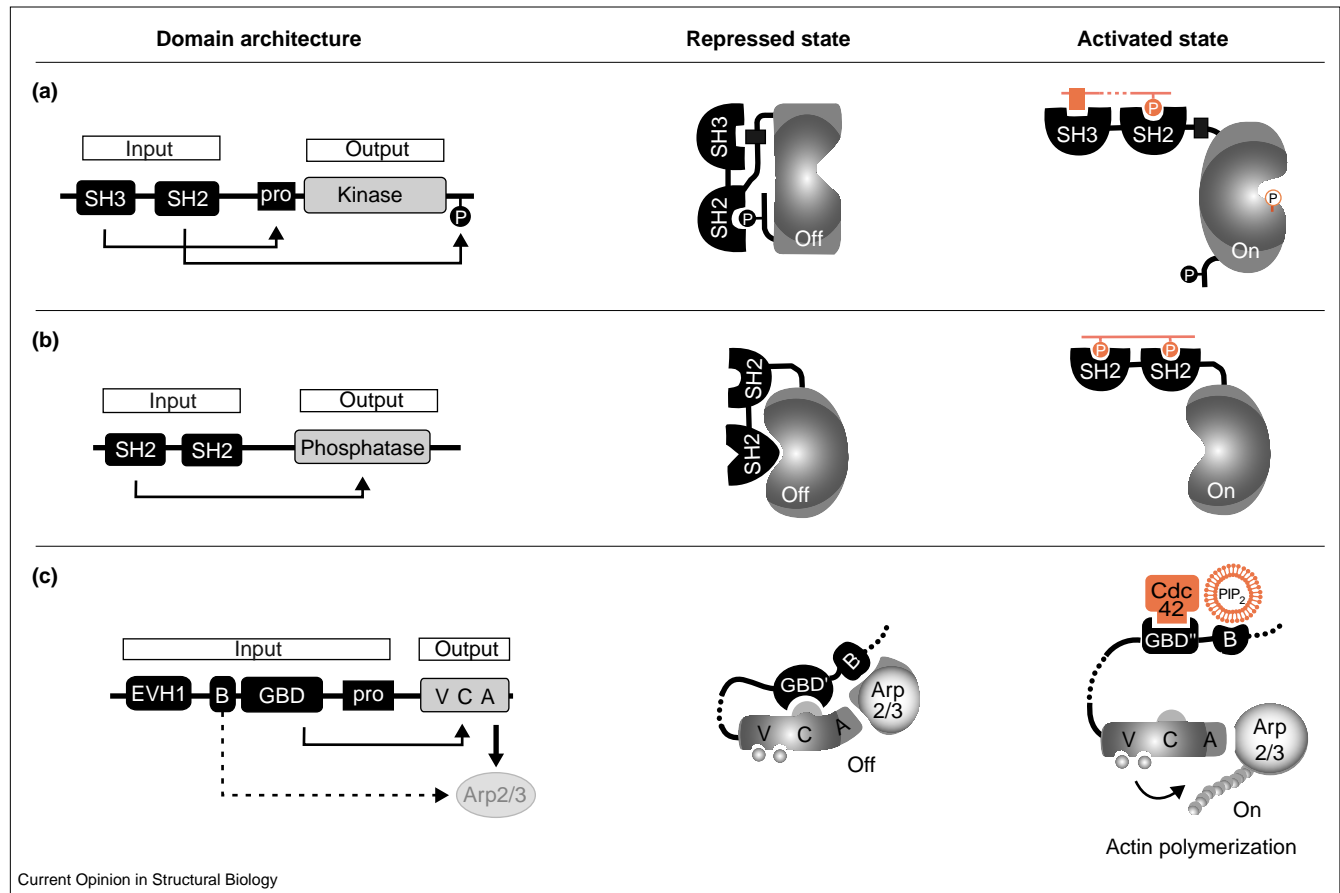 Domain architecture
Repressed state
Activated state
(a)
Input
Output
SH3
SH2
pro
Kinase
P
SH3
SH2
P
Off
P
SH3
SH2
P
On
P
(b)
Input
Output
SH2
SH2
Phosphatase
SH2
SH2
Off
P
P
SH2
SH2
On
(c)
Input
Output
EVH1
B
GBD
pro
V C A
Arp2/3
GBD'
B
Arp
2/3
V
C
A
Off
Cdc
42
PIP2
GBD"
B
V
C
A
Arp
2/3
On
Actin polymerization
Current Opinion in Structural Biology